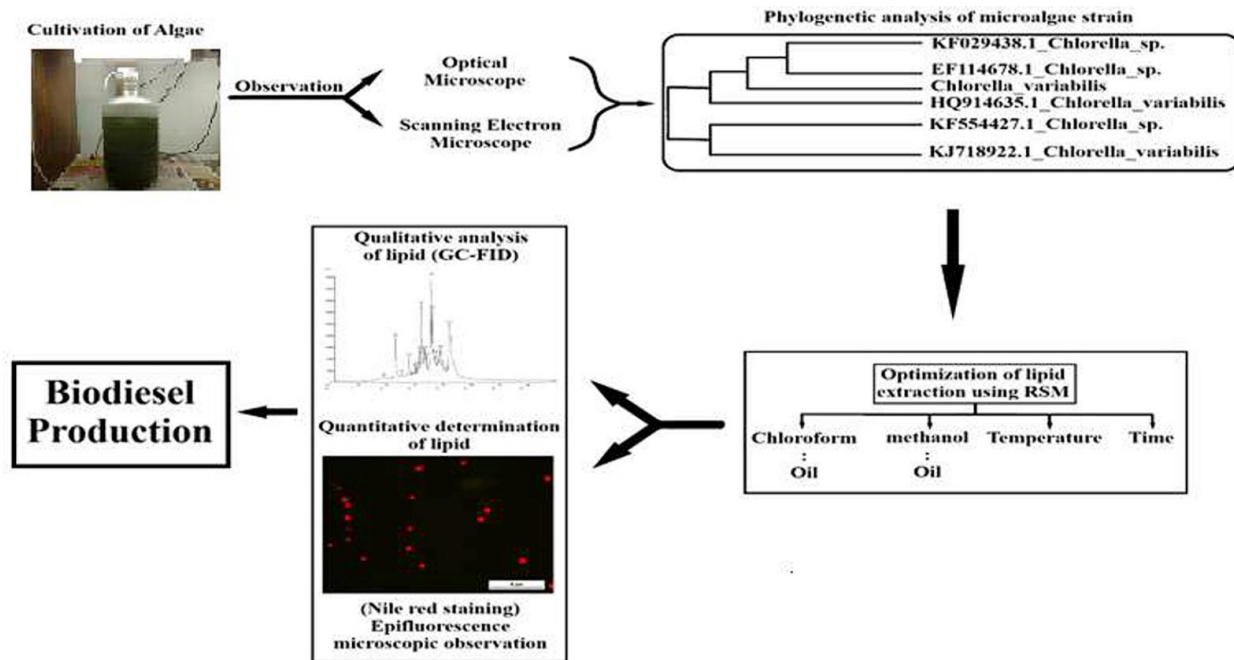 Cultivation of Algae
Observation
Optical
Microscope
Scanning Electron
Microscope
Phylogenetic analysis of microalgae strain
KF029438.1_Chlorella_sp.
EF114678.1_Chlorella_sp.
Chlorella_variabilis
HQ914635.1_Chlorella_variabilis
KF554427.1_Chlorella_sp.
KJ718922.1_Chlorella_variabilis
Optimization of lipid
extraction using RSM
Chloroform
:
Oil
methanol
:
Oil
Temperature
Time
Qualitative analysis
of lipid (GC-FID)
Quantitative determination
of lipid
(Nile red staining)
Epifluorescence
microscopic observation
Biodiesel
Production